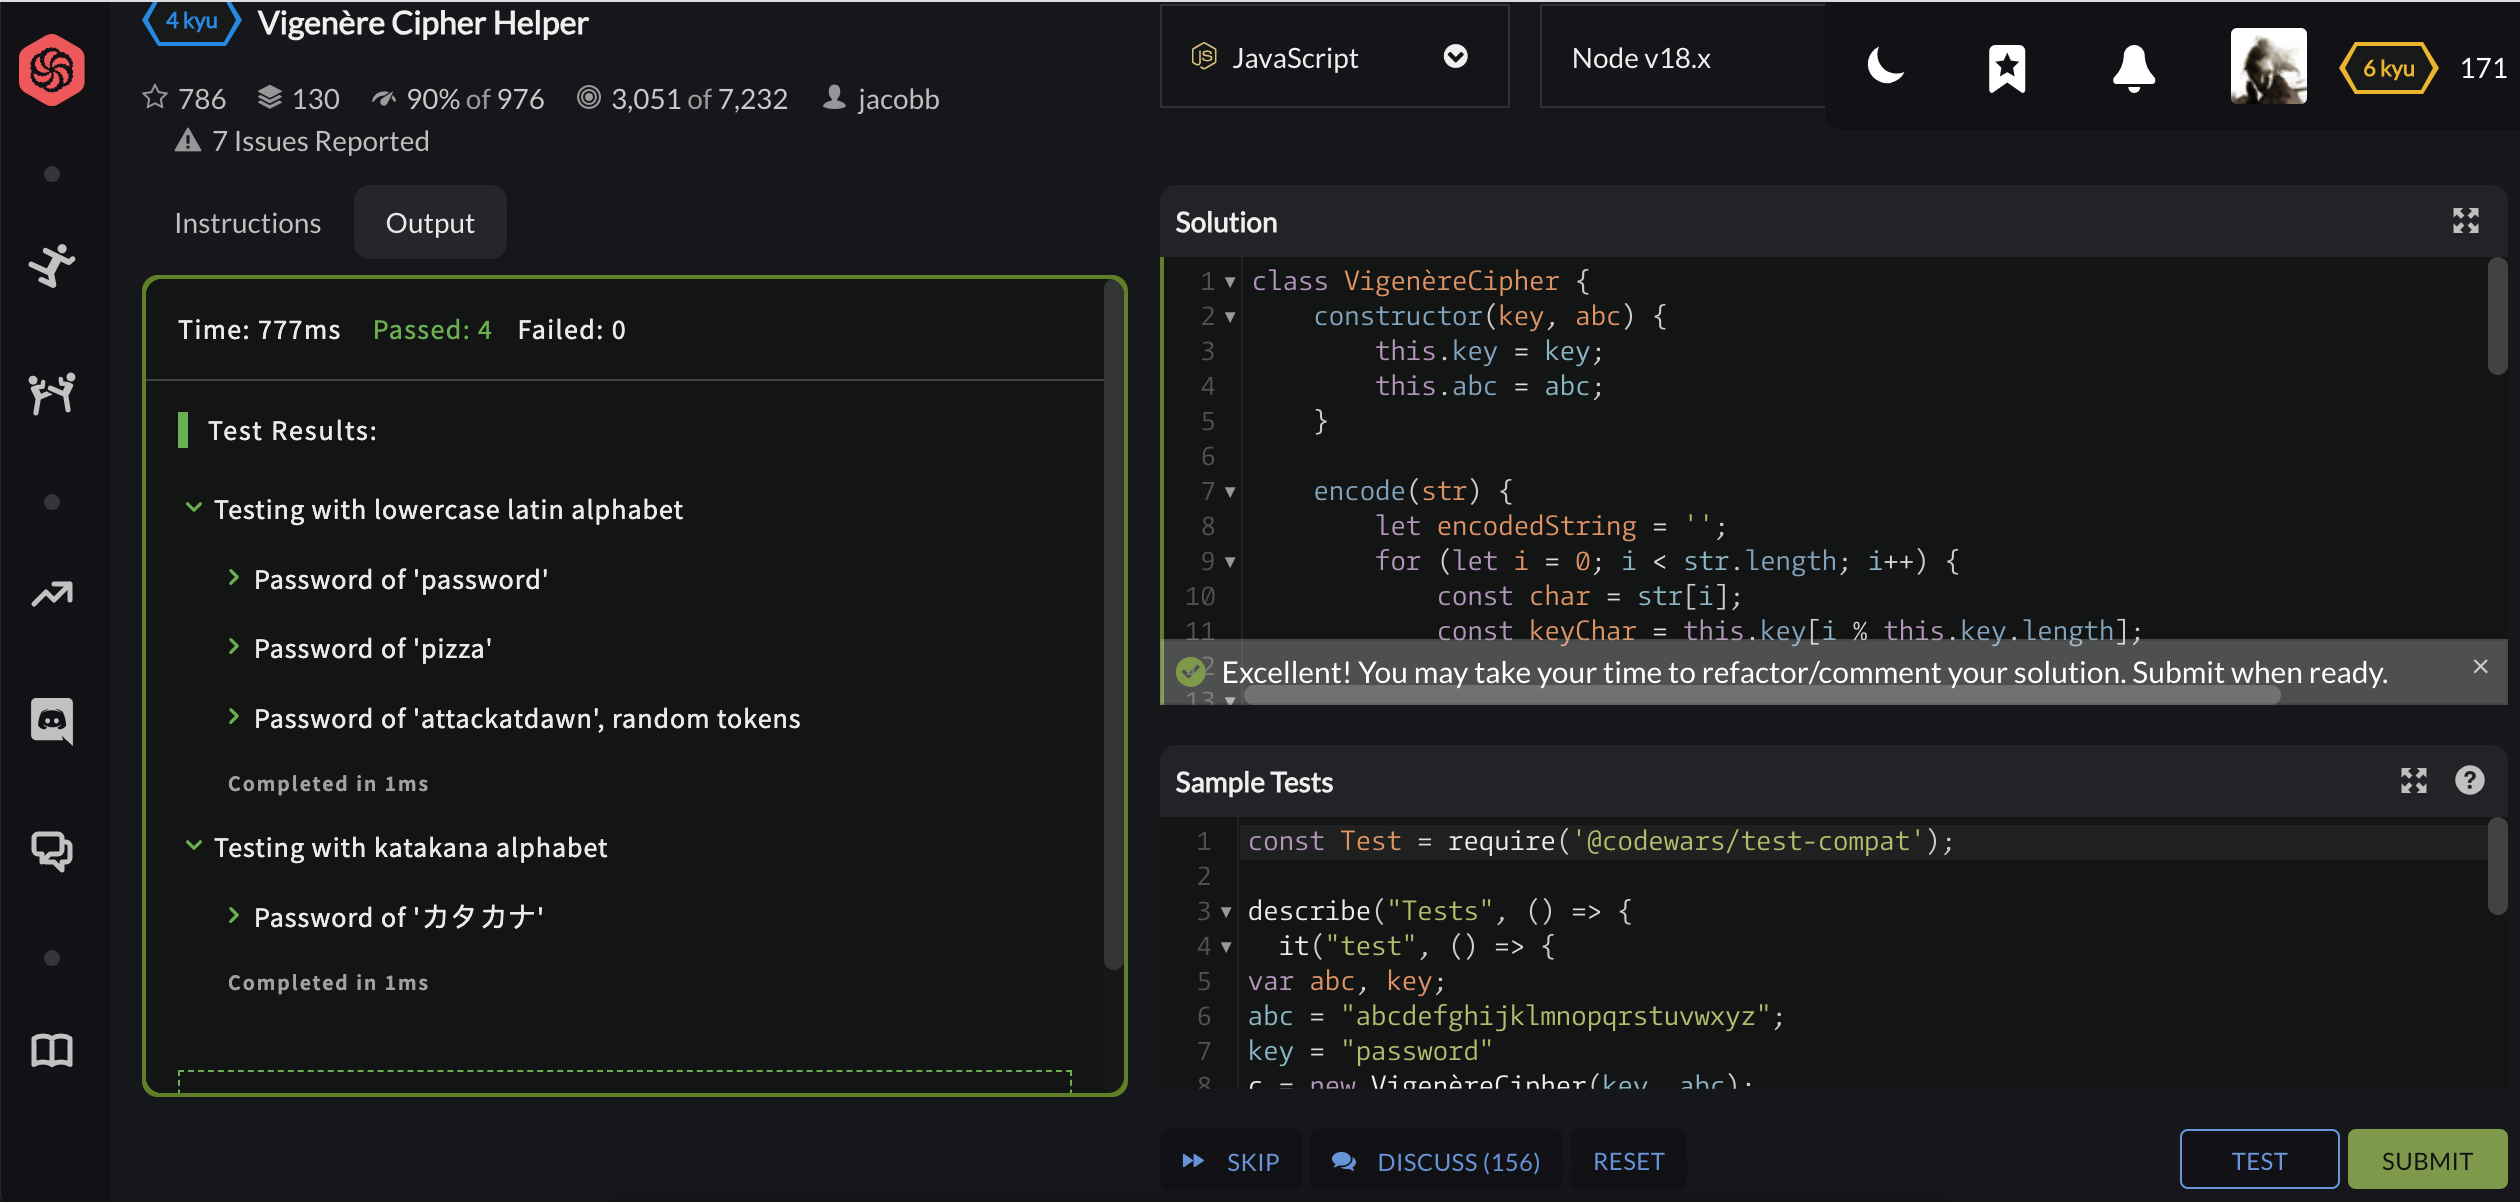 4 kyu Vigenère Cipher Helper
786 130 90% of 976 3,051 of 7,232 jacobb
7 Issues Reported
JavaScript
Node v18.x
6 kyu 171
Instructions Output
Time: 777ms Passed: 4 Failed: 0
Test Results:
Testing with lowercase latin alphabet
Password of 'password'
Password of 'pizza'
Password of 'attackatdawn', random tokens
Completed in 1ms
Testing with katakana alphabet
Password of 'カタカナ'
Completed in 1ms
Solution
1 class VigenèreCipher {
2 constructor(key, abc) {
3 this.key = key;
4 this.abc = abc;
5 }
6
7 encode(str) {
8 let encodedString = '';
9 for (let i = 0; i < str.length; i++) {
10 const char = str[i];
11 const keyChar = this.key[i % this.key.length];
Excellent! You may take your time to refactor/comment your solution. Submit when ready.
13
Sample Tests
1 const Test = require('@codewars/test-compat');
2
3 describe("Tests", () => {
4 it("test", () => {
5 var abc, key;
6 abc = "abcdefghijklmnopqrstuvwxyz";
7 key = "password"
8 c = new VigenèreCipher(key, abc);
SKIP DISCUSS (156) RESET
TEST SUBMIT